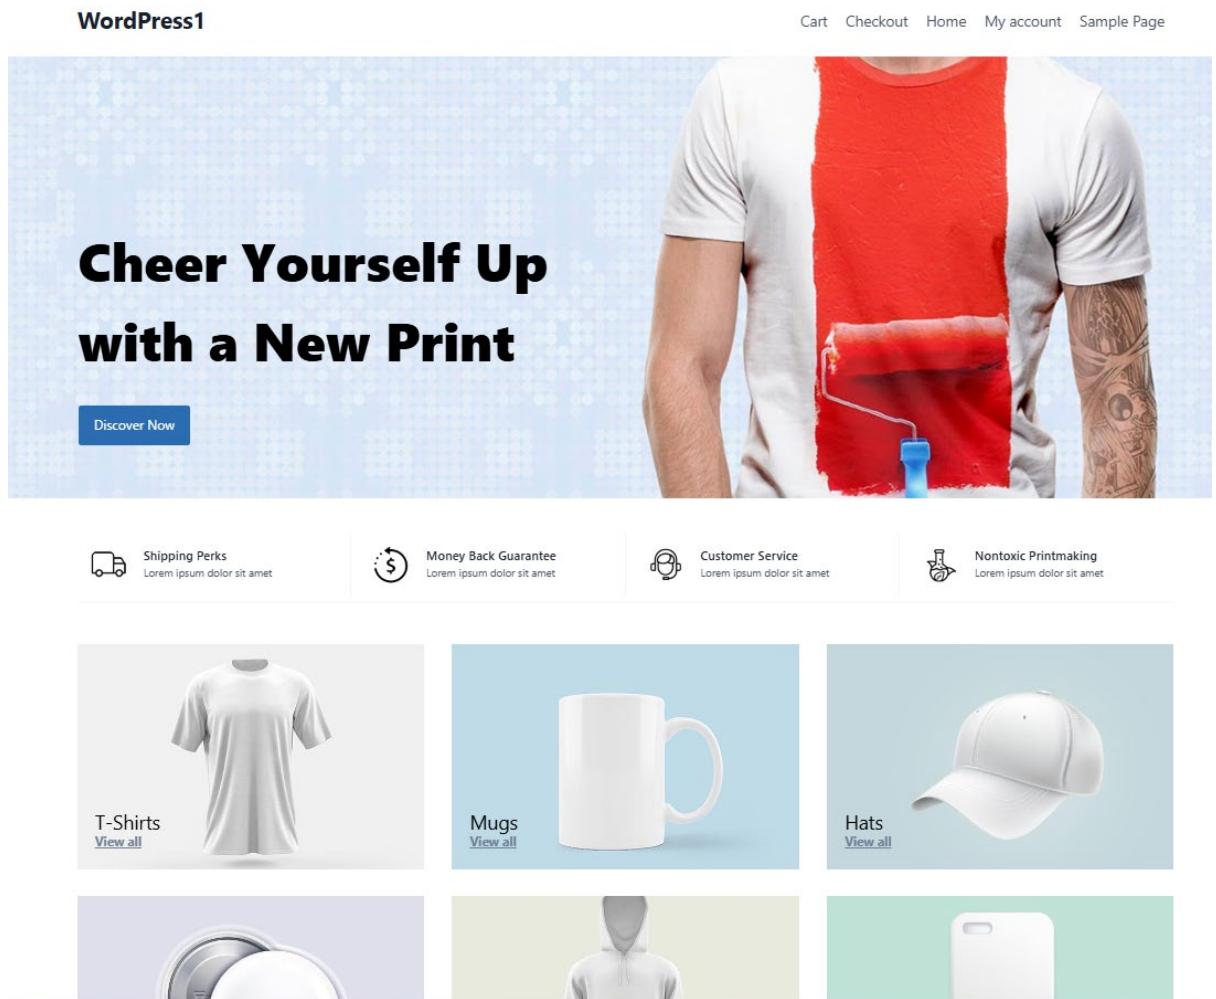 WordPress1
Cart Checkout Home My account Sample Page
Cheer Yourself Up
with a New Print
Discover Now
Shipping Perks
Lorem ipsum dolor sit amet
Money Back Guarantee
Lorem ipsum dolor sit amet
Customer Service
Lorem ipsum dolor sit amet
Nontoxic Printmaking
Lorem ipsum dolor sit amet
T-Shirts
View all
Mugs
View all
Hats
View all